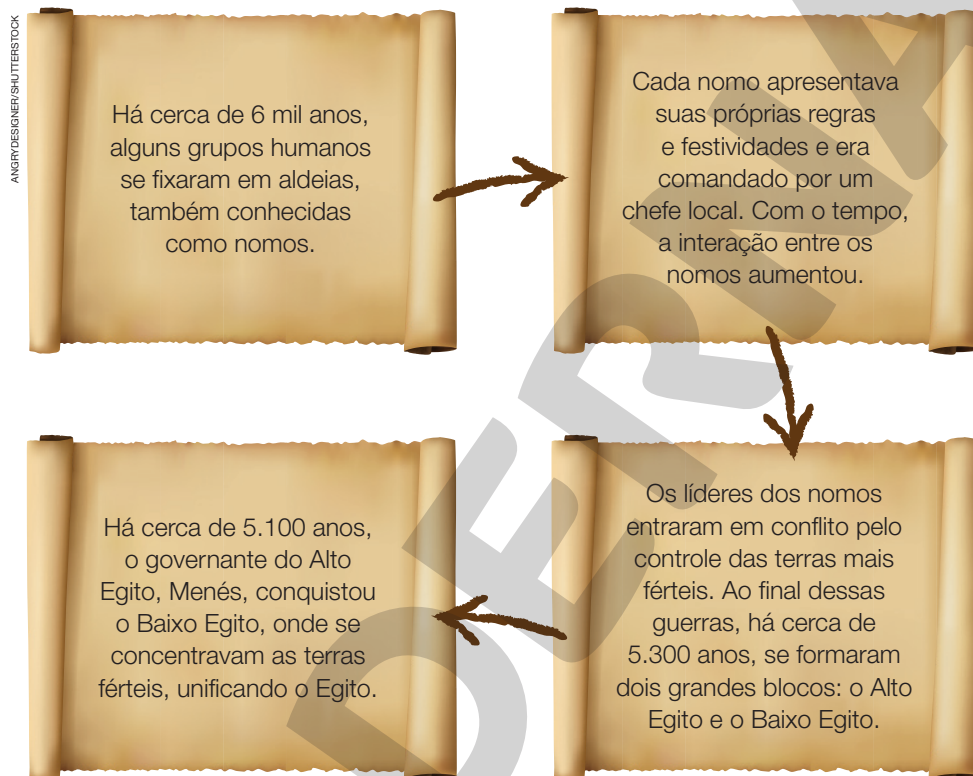 ANGRYDESIGNER/SHUTTERSTOCK
Há cerca de 6 mil anos,
alguns grupos humanos
se fixaram em aldeias,
também conhecidas
como nomos.
Cada nomo apresentava
suas próprias regras
e festividades e era
comandado por um
chefe local. Com o tempo,
a interação entre os
nomos aumentou.
Os líderes dos nomos
entraram em conflito pelo
controle das terras mais
férteis. Ao final dessas
guerras, há cerca de
5.300 anos, se formaram
dois grandes blocos: o Alto
Egito e o Baixo Egito.
Há cerca de 5.100 anos,
o governante do Alto
Egito, Menés, conquistou
o Baixo Egito, onde se
concentravam as terras
férteis, unificando o Egito.
DERNA